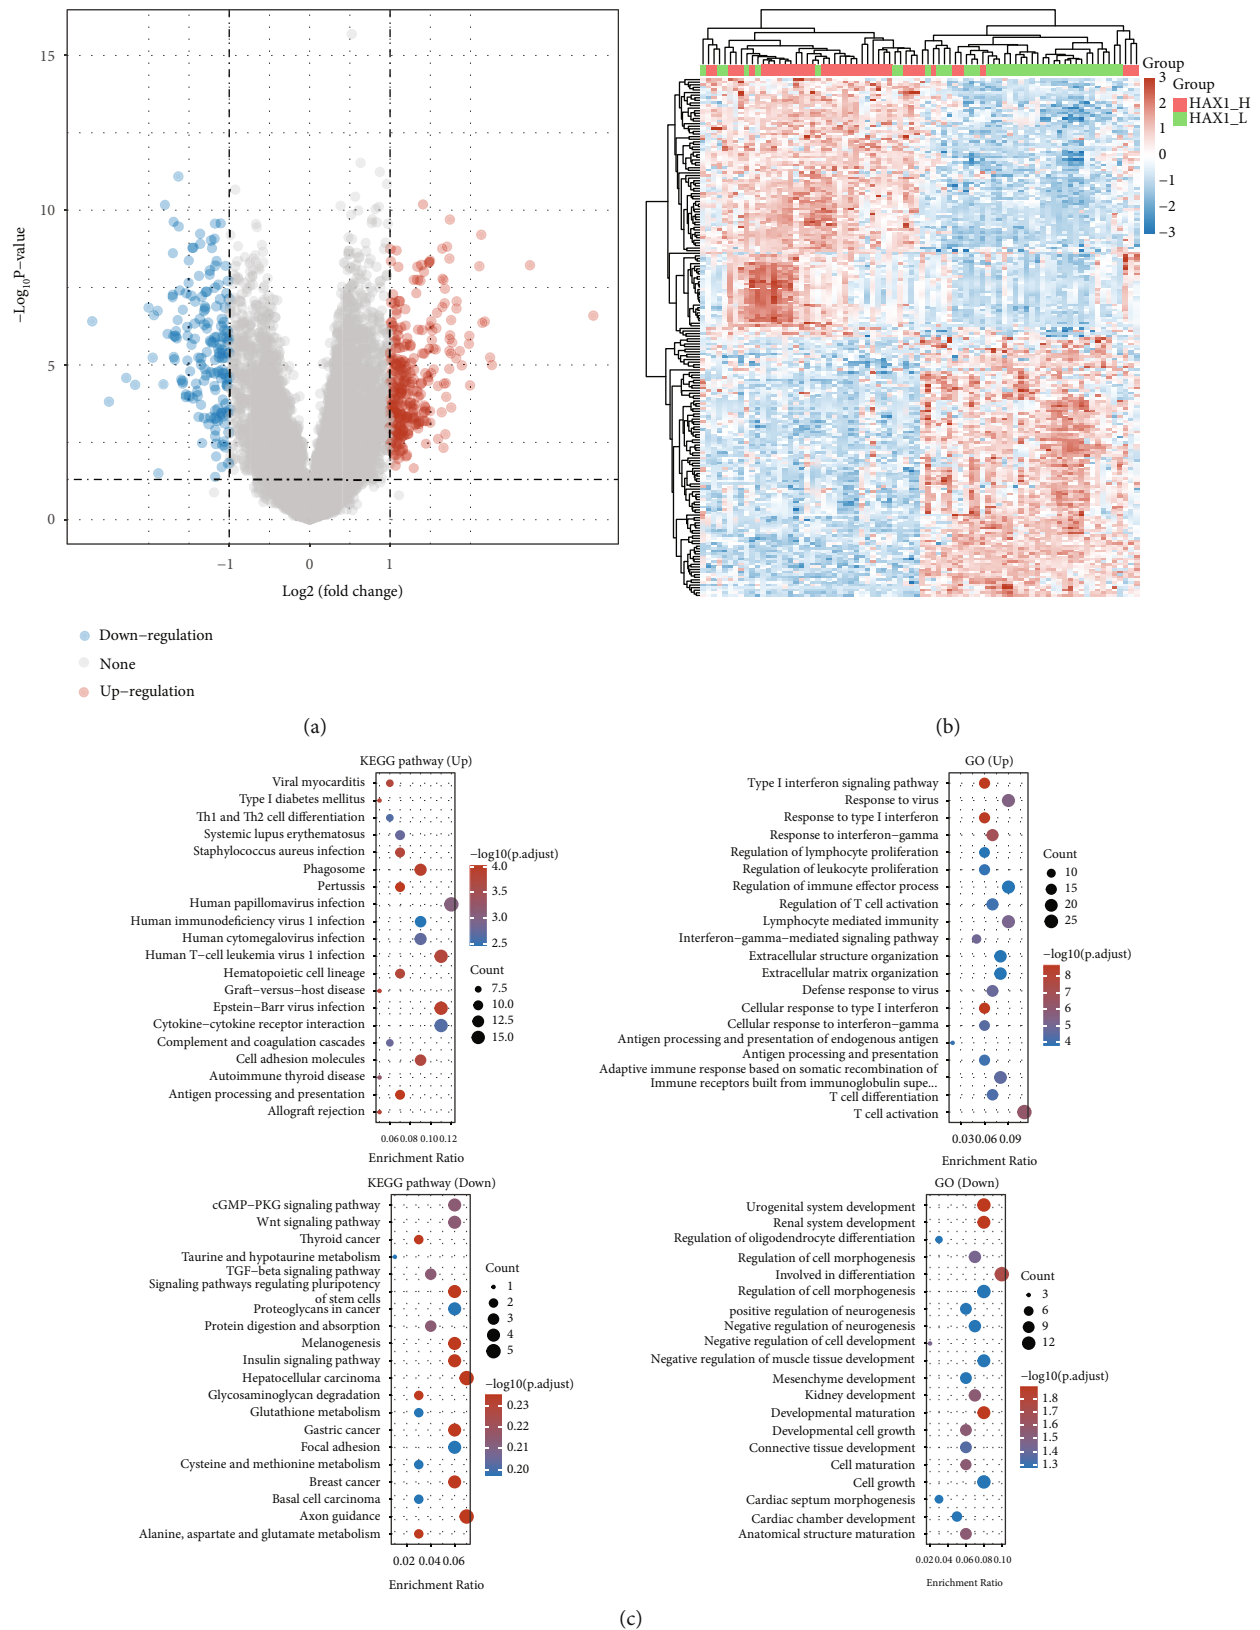 15
10
5
0
−Log10P−value
−1
0
1
Log2 (fold change)
Down−regulation
None
Up−regulation
(a)
Group
3
2
1
0
−1
−2
−3
Group
HAX1_H
HAX1_L
(b)
KEGG pathway (Up)
Viral myocarditis
Type I diabetes mellitus
Th1 and Th2 cell differentiation
Systemic lupus erythematosus
Staphylococcus aureus infection
Phagosome
Pertussis
Human papillomavirus infection
Human immunodeficiency virus 1 infection
Human cytomegalovirus infection
Human T−cell leukemia virus 1 infection
Hematopoietic cell lineage
Graft−versus−host disease
Epstein−Barr virus infection
Cytokine−cytokine receptor interaction
Complement and coagulation cascades
Cell adhesion molecules
Autoimmune thyroid disease
Antigen processing and presentation
Allograft rejection
0.06 0.08 0.10 0.12
Enrichment Ratio
−log10(p.adjust)
4.0
3.5
3.0
2.5
Count
7.5
10.0
12.5
15.0
GO (Up)
Type I interferon signaling pathway
Response to virus
Response to type I interferon
Response to interferon−gamma
Regulation of lymphocyte proliferation
Regulation of leukocyte proliferation
Regulation of immune effector process
Regulation of T cell activation
Lymphocyte mediated immunity
Interferon−gamma−mediated signaling pathway
Extracellular structure organization
Extracellular matrix organization
Defense response to virus
Cellular response to type I interferon
Cellular response to interferon−gamma
Antigen processing and presentation of endogenous antigen
Antigen processing and presentation
Adaptive immune response based on somatic recombination of
Immune receptors built from immunoglobulin supe...
T cell differentiation
T cell activation
0.03 0.06 0.09
Enrichment Ratio
Count
10
15
20
25
−log10(p.adjust)
8
7
6
5
4
KEGG pathway (Down)
cGMP−PKG signaling pathway
Wnt signaling pathway
Thyroid cancer
Taurine and hypotaurine metabolism
TGF−beta signaling pathway
Signaling pathways regulating pluripotency
of stem cells
Proteoglycans in cancer
Protein digestion and absorption
Melanogenesis
Insulin signaling pathway
Hepatocellular carcinoma
Glycosaminoglycan degradation
Glutathione metabolism
Gastric cancer
Focal adhesion
Cysteine and methionine metabolism
Breast cancer
Basal cell carcinoma
Axon guidance
Alanine, aspartate and glutamate metabolism
0.02 0.04 0.06
Enrichment Ratio
Count
1
2
3
4
5
−log10(p.adjust)
0.23
0.22
0.21
0.20
GO (Down)
Urogenital system development
Renal system development
Regulation of oligodendrocyte differentiation
Regulation of cell morphogenesis
Involved in differentiation
Regulation of cell morphogenesis
positive regulation of neurogenesis
Negative regulation of neurogenesis
Negative regulation of cell development
Negative regulation of muscle tissue development
Mesenchyme development
Kidney development
Developmental maturation
Developmental cell growth
Connective tissue development
Cell maturation
Cell growth
Cardiac septum morphogenesis
Cardiac chamber development
Anatomical structure maturation
0.02 0.04 0.06 0.08 0.10
Enrichment Ratio
Count
3
6
9
12
−log10(p.adjust)
1.8
1.7
1.6
1.5
1.4
1.3
(c)